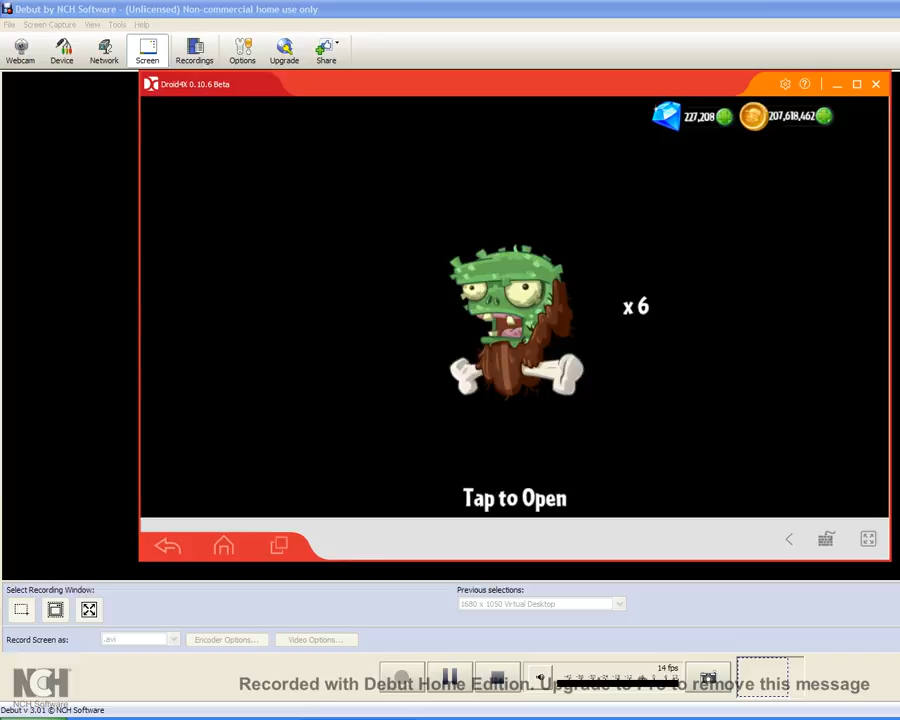 Debut by NCH Software - (Unlicensed) Non-commercial home use only
File Screen Capture View Tools Help
Webcam Device Network Screen Recordings Options Upgrade Share
Droid4X 0.10.6 Beta
227,208 207,618,462
x 6
Tap to Open
Select Recording Window:
Previous selections:
1680 x 1050 Virtual Desktop
Record Screen as: .avi Encoder Options... Video Options...
14 fps
NCH
Recorded with Debut Home Edition. Upgrade to Pro to remove this message
NCH Software
Debut v 3.01 © NCH Software